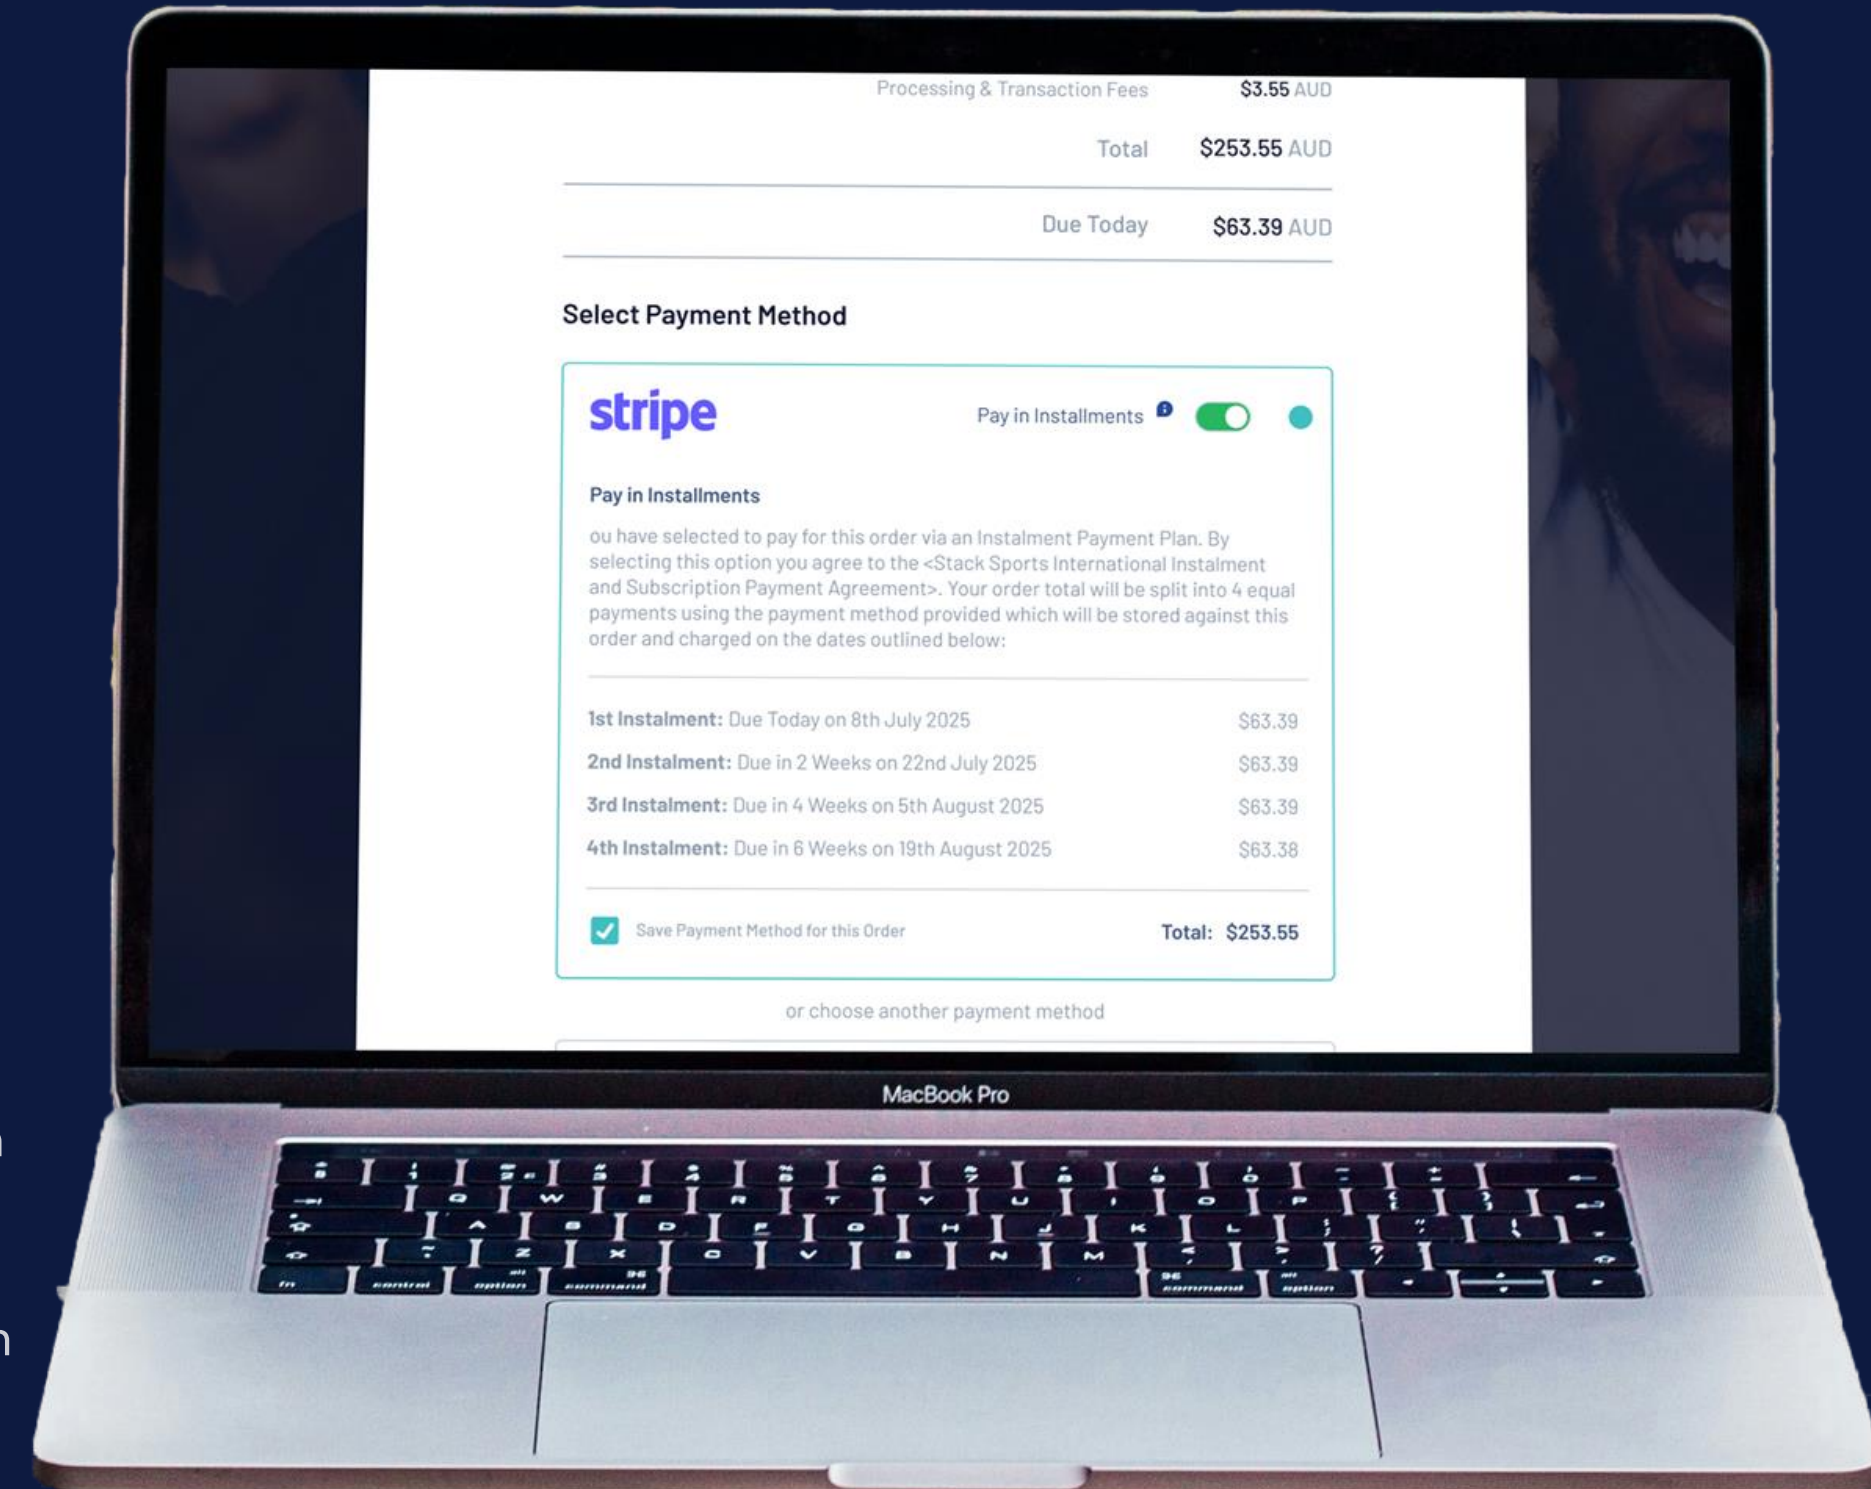 Processing & Transaction Fees $3.55 AUD
Total $253.55 AUD
Due Today $63.39 AUD
Select Payment Method
stripe Pay in Installments
Pay in Installments
ou have selected to pay for this order via an Instalment Payment Plan. By
selecting this option you agree to the <Stack Sports International Instalment
and Subscription Payment Agreement>. Your order total will be split into 4 equal
payments using the payment method provided which will be stored against this
order and charged on the dates outlined below:
1st Instalment: Due Today on 8th July 2025 $63.39
2nd Instalment: Due in 2 Weeks on 22nd July 2025 $63.39
3rd Instalment: Due in 4 Weeks on 5th August 2025 $63.39
4th Instalment: Due in 6 Weeks on 19th August 2025 $63.38
Save Payment Method for this Order Total: $253.55
or choose another payment method
MacBook Pro
Q W E R T Y U I O P
A S D F G H J K L
Z X C V B N M
fn control option command command option